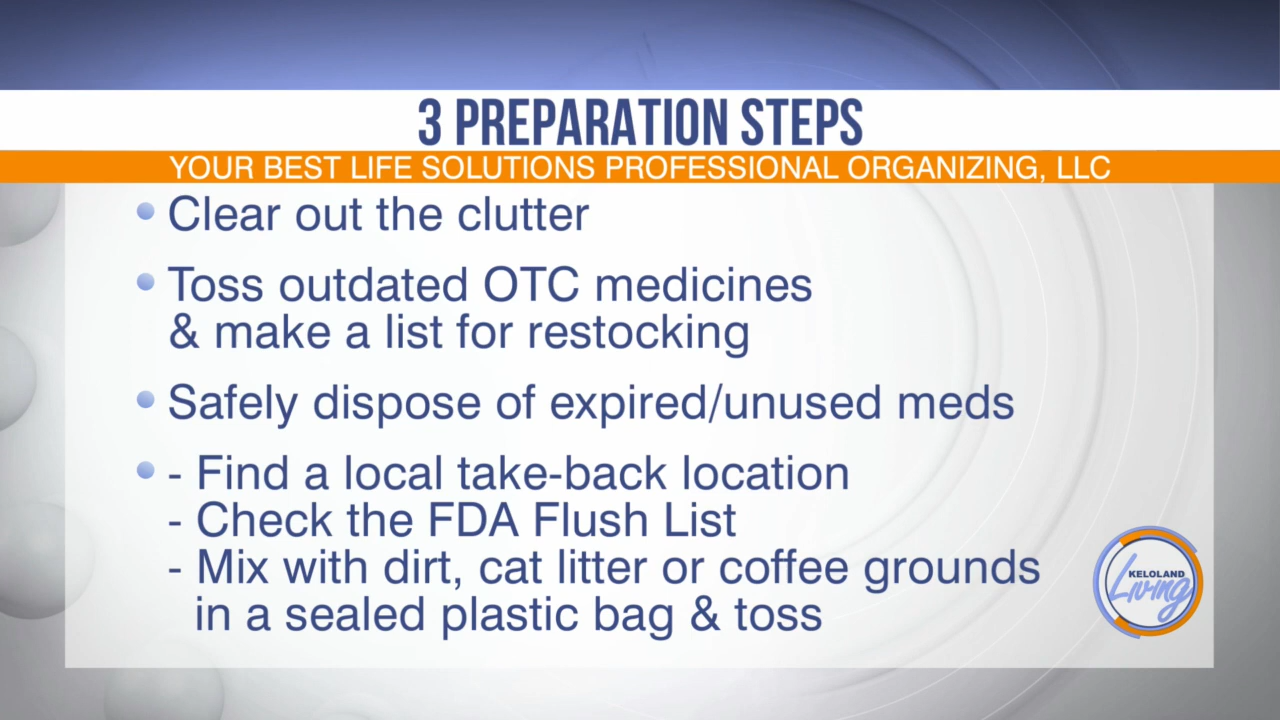 3 PREPARATION STEPS
YOUR BEST LIFE SOLUTIONS PROFESSIONAL ORGANIZING, LLC
• Clear out the clutter
• Toss outdated OTC medicines
& make a list for restocking
• Safely dispose of expired/unused meds
• - Find a local take-back location
- Check the FDA Flush List
- Mix with dirt, cat litter or coffee grounds
in a sealed plastic bag & toss
KELOLAND
Living